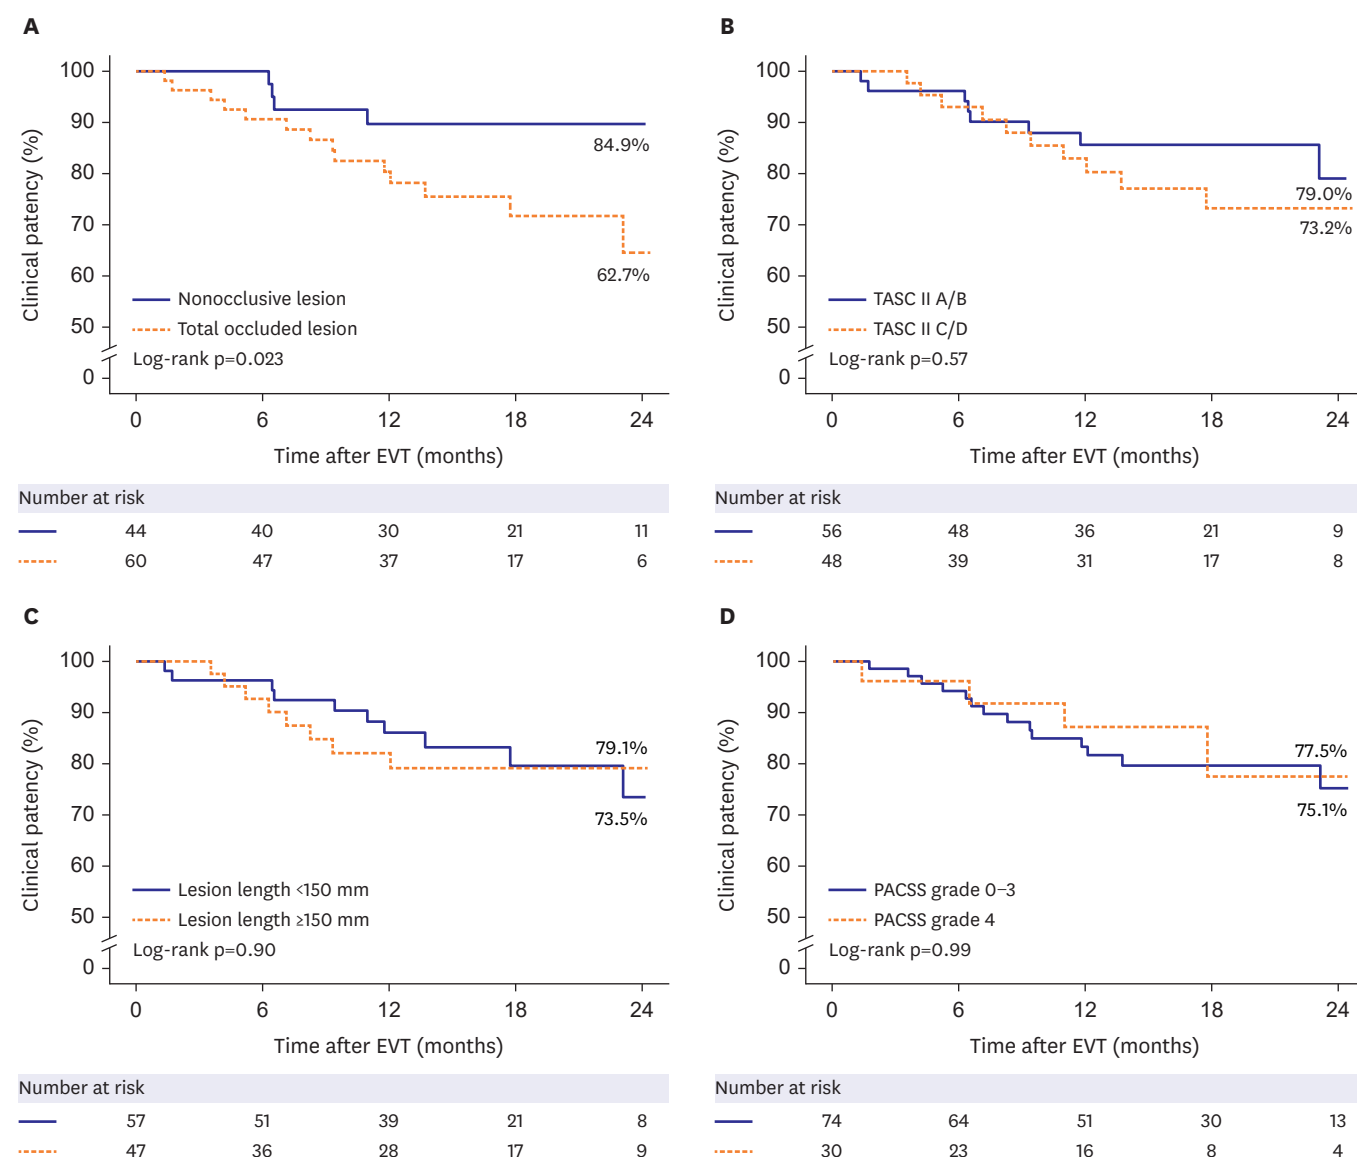 A
Clinical patency (%)
100
90
80
70
60
50
0
84.9%
62.7%
Nonocclusive lesion
Total occluded lesion
Log-rank p=0.023
0 6 12 18 24
Time after EVT (months)
Number at risk
44 40 30 21 11
60 47 37 17 6
B
Clinical patency (%)
100
90
80
70
60
50
0
79.0%
73.2%
TASC II A/B
TASC II C/D
Log-rank p=0.57
0 6 12 18 24
Time after EVT (months)
Number at risk
56 48 36 21 9
48 39 31 17 8
C
Clinical patency (%)
100
90
80
70
60
50
0
79.1%
73.5%
Lesion length <150 mm
Lesion length ≥150 mm
Log-rank p=0.90
0 6 12 18 24
Time after EVT (months)
Number at risk
57 51 39 21 8
47 36 28 17 9
D
Clinical patency (%)
100
90
80
70
60
50
0
77.5%
75.1%
PACSS grade 0–3
PACSS grade 4
Log-rank p=0.99
0 6 12 18 24
Time after EVT (months)
Number at risk
74 64 51 30 13
30 23 16 8 4